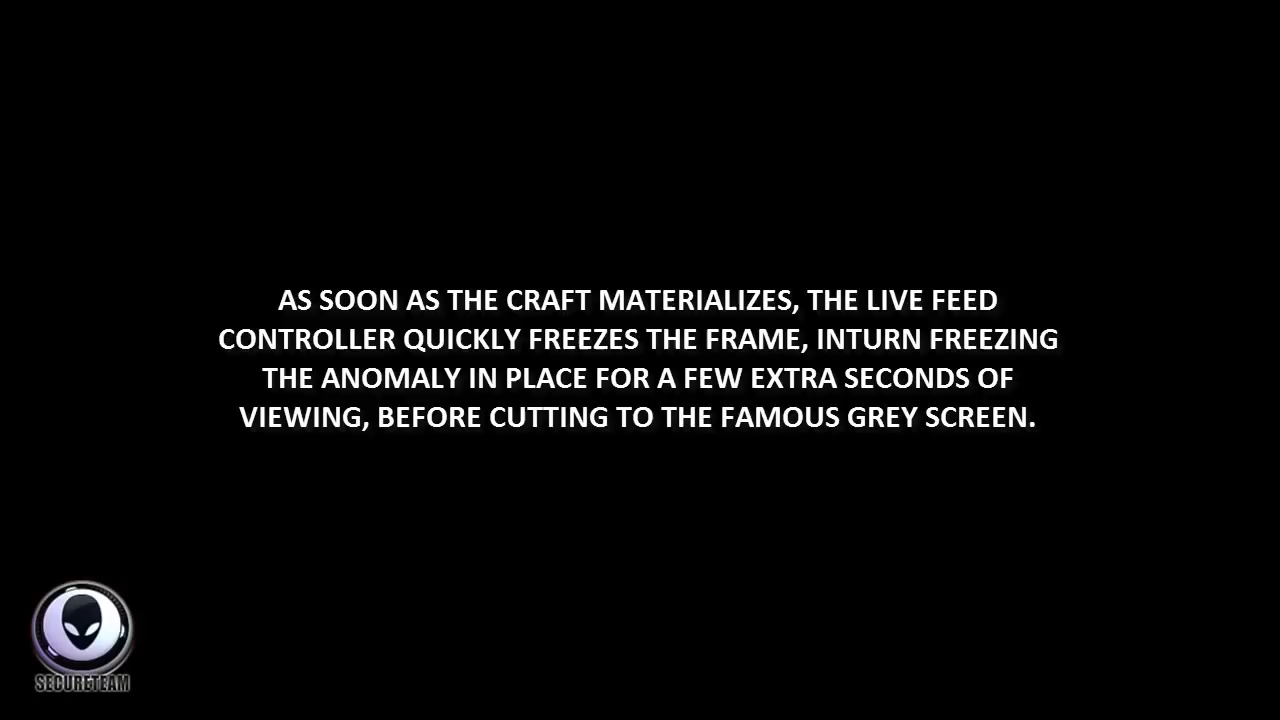 AS SOON AS THE CRAFT MATERIALIZES, THE LIVE FEED
CONTROLLER QUICKLY FREEZES THE FRAME, INTURN FREEZING
THE ANOMALY IN PLACE FOR A FEW EXTRA SECONDS OF
VIEWING, BEFORE CUTTING TO THE FAMOUS GREY SCREEN.
SECURETEAM